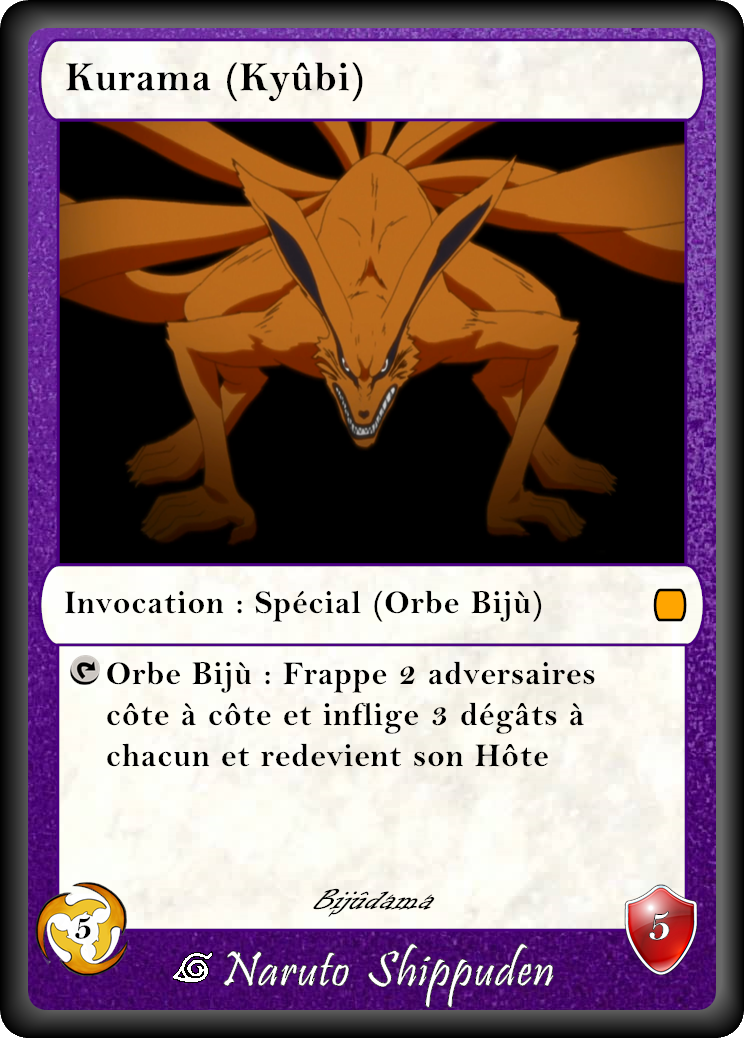 Kurama (Kyûbi)
Invocation : Spécial (Orbe Bijù)
Orbe Bijù : Frappe 2 adversaires
côte à côte et inflige 3 dégâts à
chacun et redevient son Hôte
Bijûdama
5
5
Naruto Shippuden